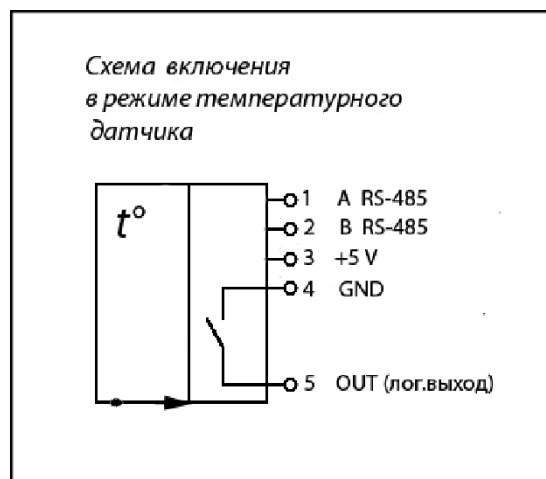 Схема включения
в режиме температурного
датчика
t°
1 A RS-485
2 B RS-485
3 +5 V
4 GND
5 OUT (лог.выход)